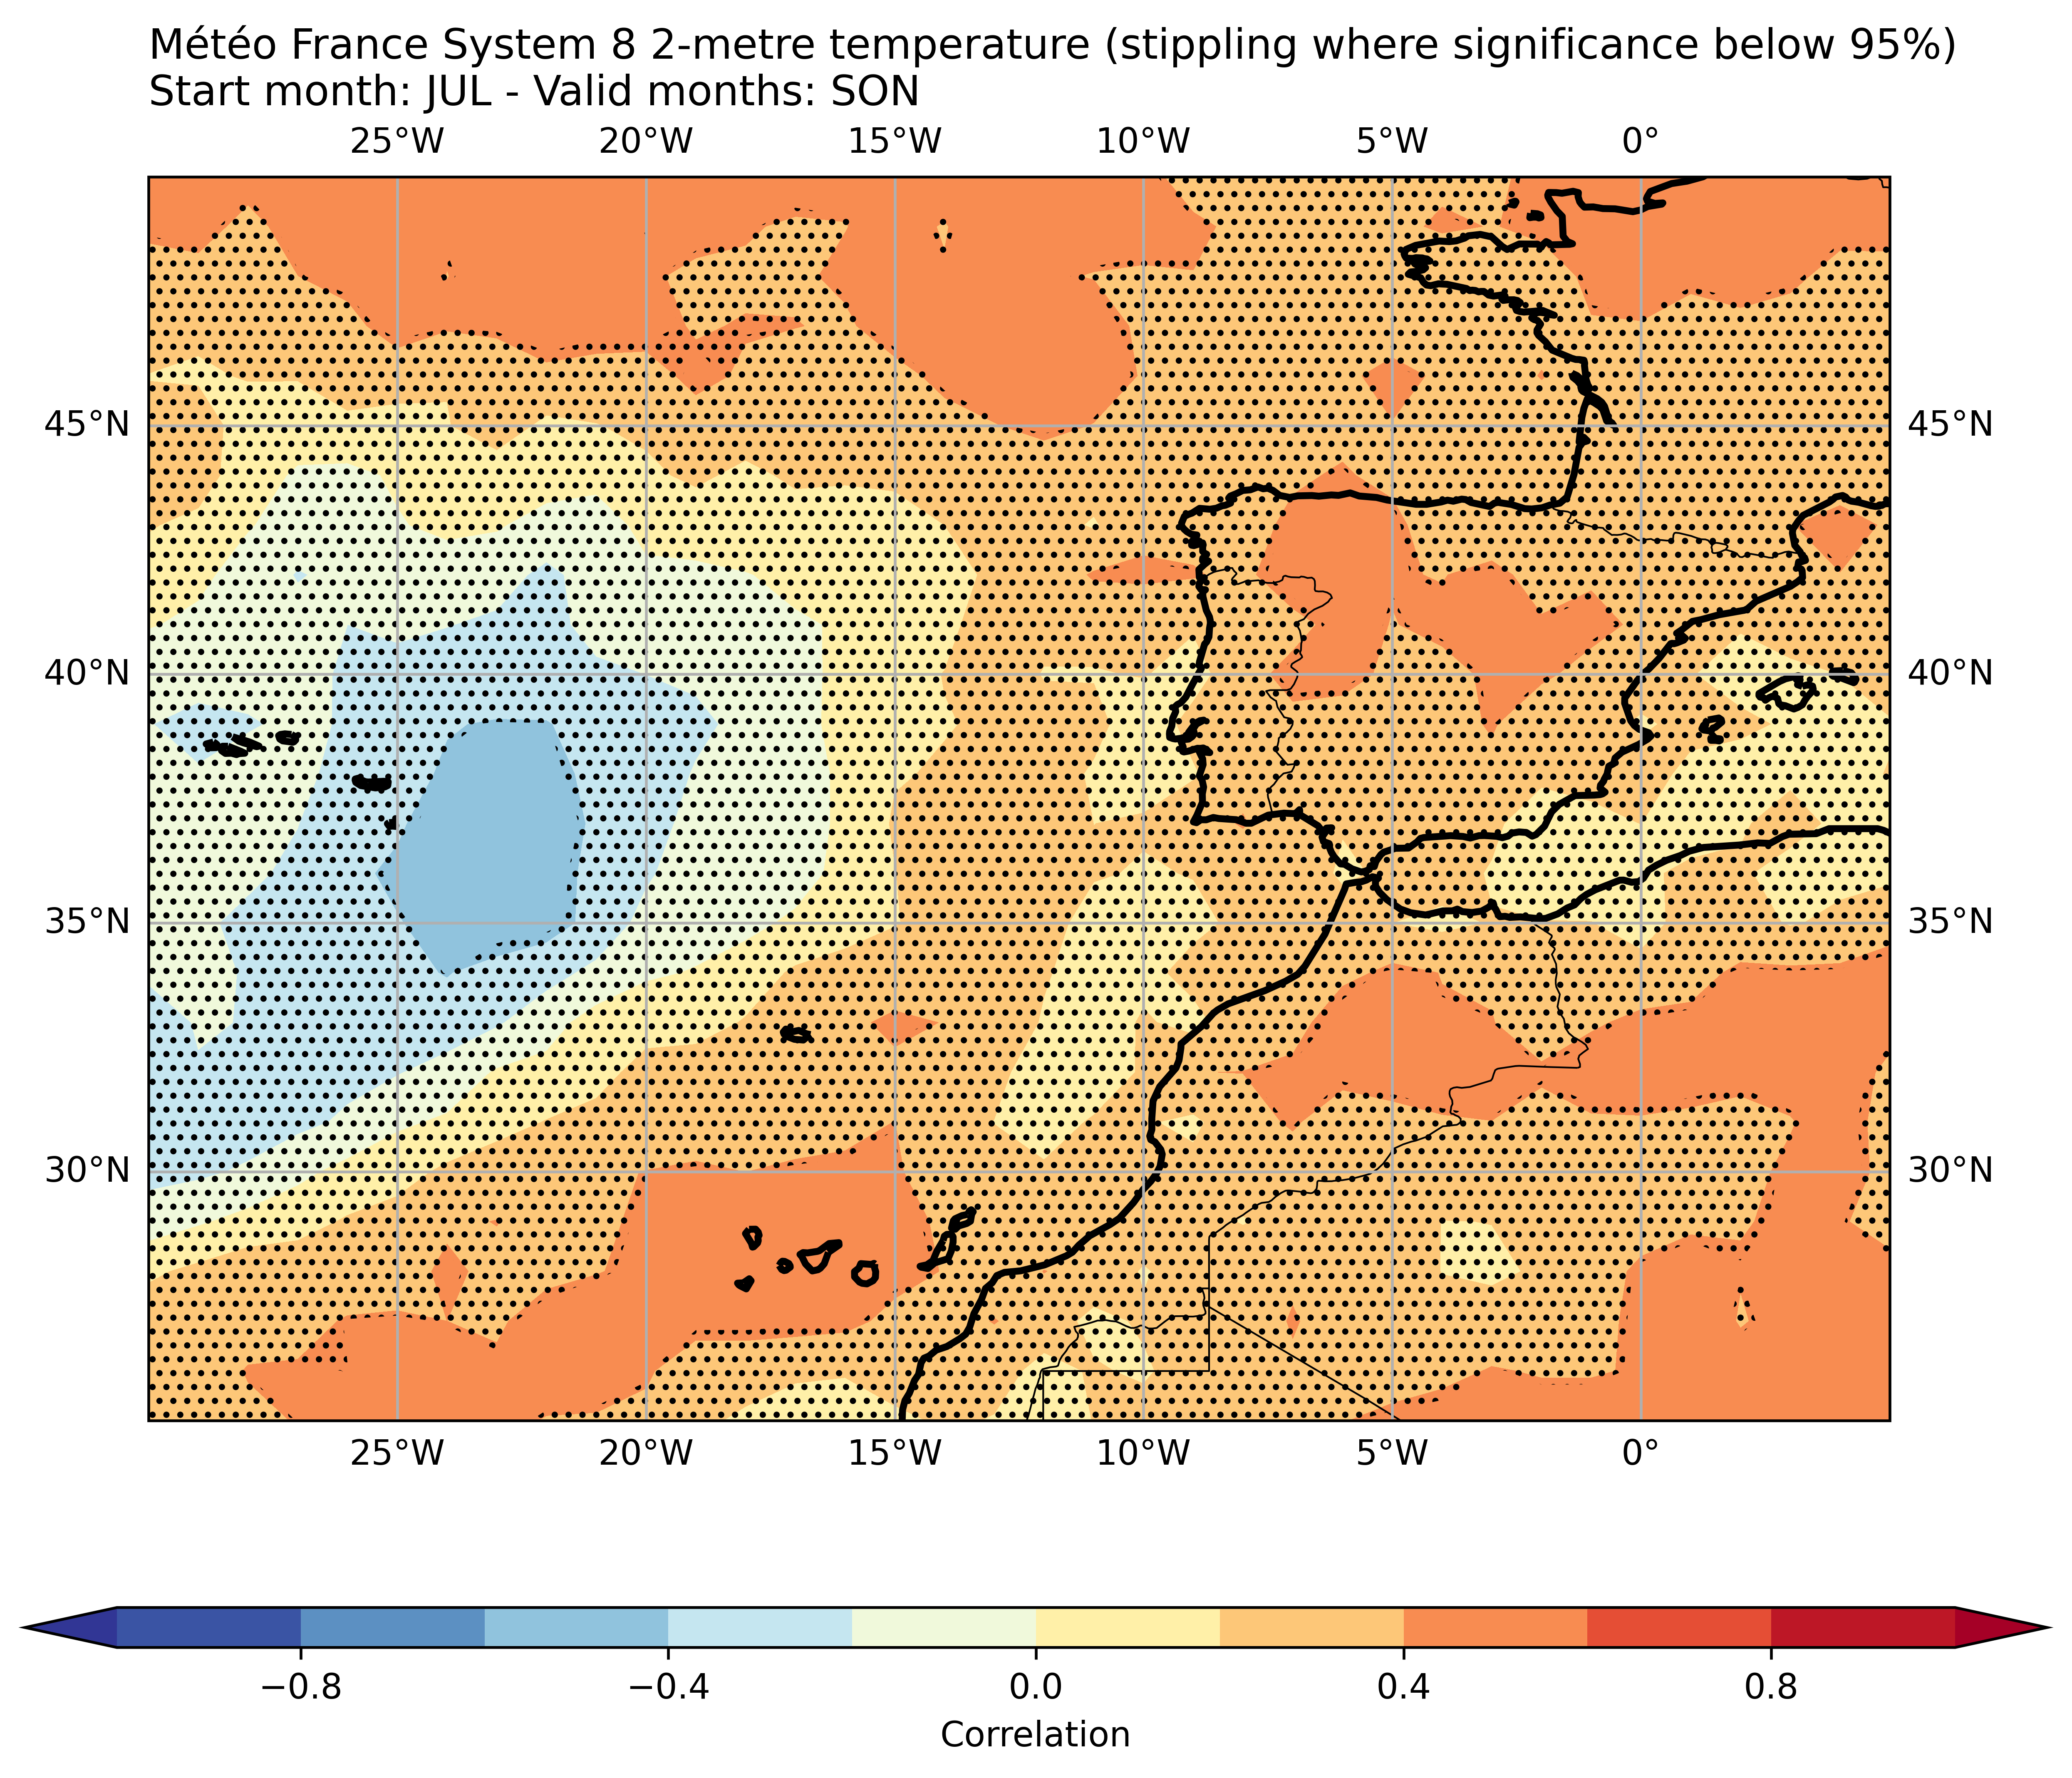 Météo France System 8 2-metre temperature (stippling where significance below 95%)
Start month: JUL - Valid months: SON
25°W 20°W 15°W 10°W 5°W 0°
45°N 45°N
40°N 40°N
35°N 35°N
30°N 30°N
25°W 20°W 15°W 10°W 5°W 0°
−0.8 −0.4 0.0 0.4 0.8
Correlation